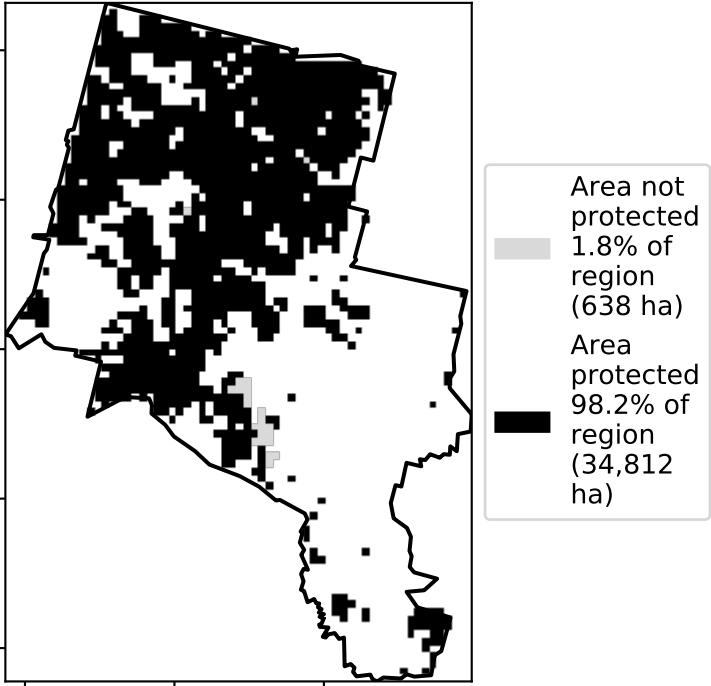 Area not
protected
1.8% of
region
(638 ha)
Area
protected
98.2% of
region
(34,812
ha)